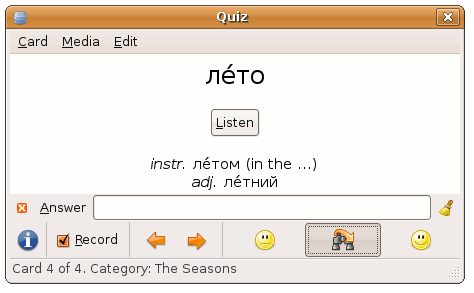 Quiz
Card Media Edit
ле́то
Listen
instr. ле́том (in the ...)
adj. ле́тний
Answer
Record
Card 4 of 4. Category: The Seasons